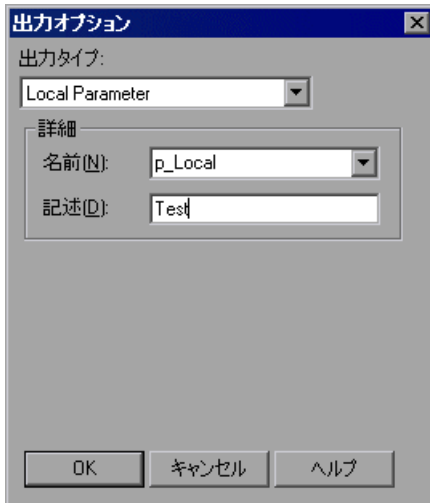 出力オプション
出力タイプ:
Local Parameter
詳細
名前(N): p_Local
記述(D): Test
OK キャンセル ヘルプ